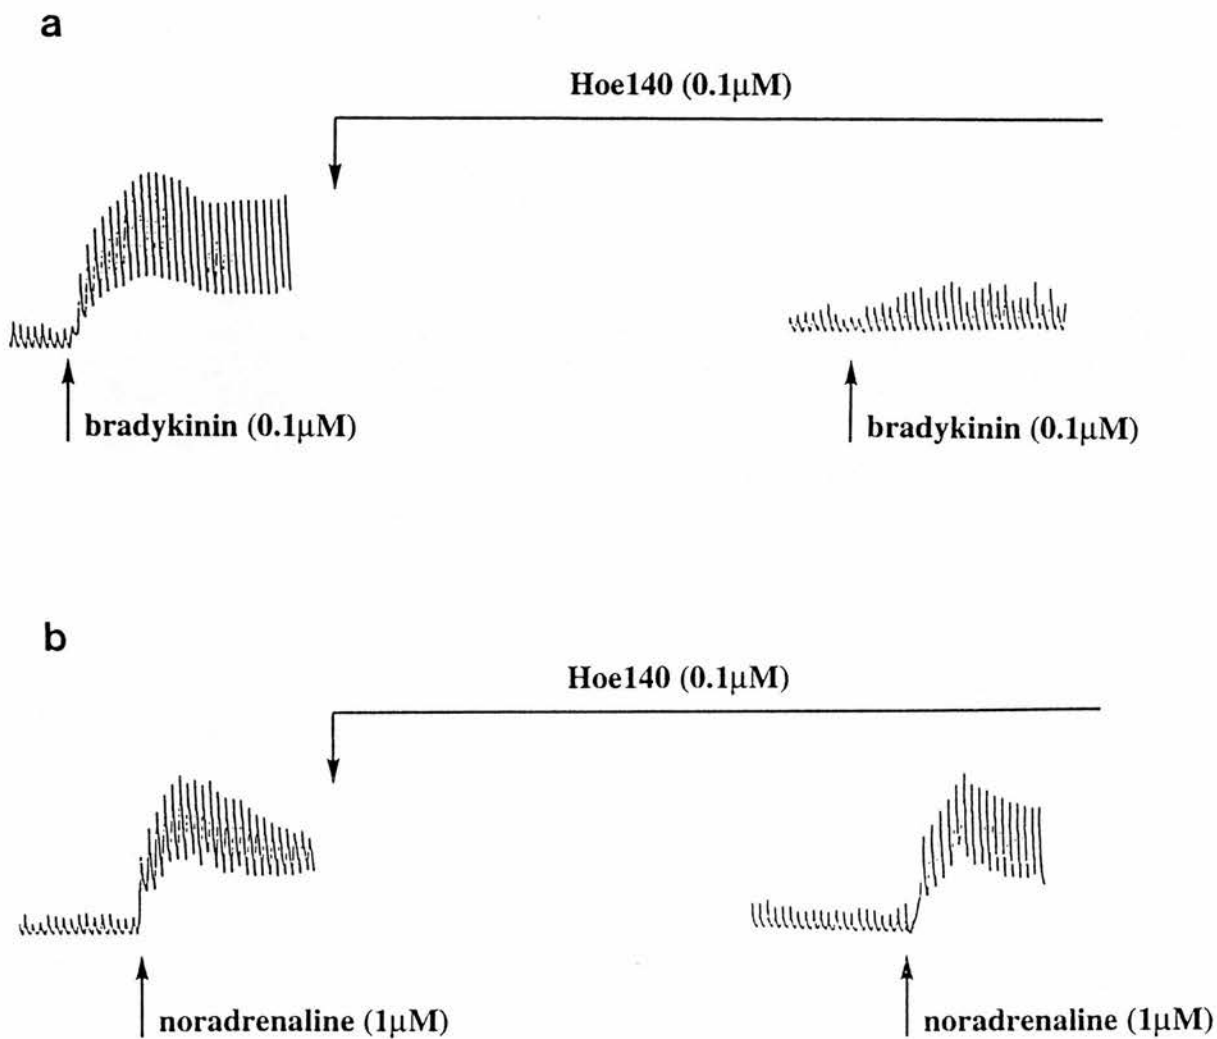 a
Hoe140 (0.1μM)
bradykinin (0.1μM)
bradykinin (0.1μM)
b
Hoe140 (0.1μM)
noradrenaline (1μM)
noradrenaline (1μM)